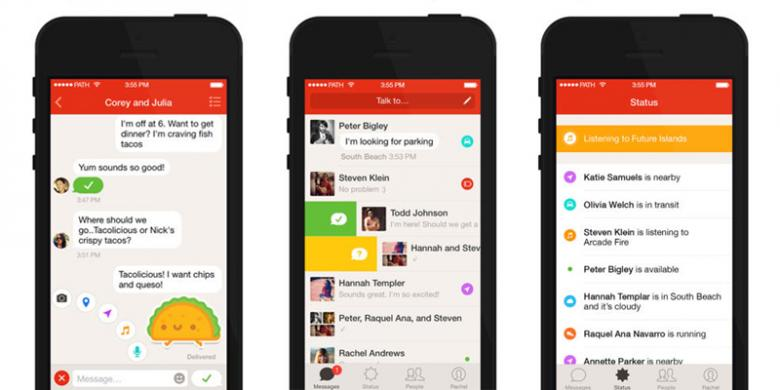 PATH 3:55 PM
Corey and Julia
I'm off at 6. Want to get
dinner? I'm craving fish
tacos
Yum sounds so good!
3:47 PM
Where should we
go..Tacolicious or Nick's
crispy tacos?
3:51 PM
Tacolicious! I want chips
and queso!
Delivered
Message...
PATH 3:55 PM
Talk to...
Peter Bigley
I'm looking for parking
South Beach 3:53 PM
Steven Klein
No problem :)
Todd Johnson
I'm here! Should we get a
Hannah and Stev
Hannah Templer
Sounds great. I'm so excited!
Peter, Raquel Ana, and Steven
Rachel Andrews
1
Messages
Status
People
Rachel
PATH 3:55 PM
Status
Listening to Future Islands
Katie Samuels is nearby
Olivia Welch is in transit
Steven Klein is listening to
Arcade Fire
Peter Bigley is available
Hannah Templar is in South Beach
and it's cloudy
Raquel Ana Navarro is running
Annette Parker is nearby
Messages
Status
People
Rachel